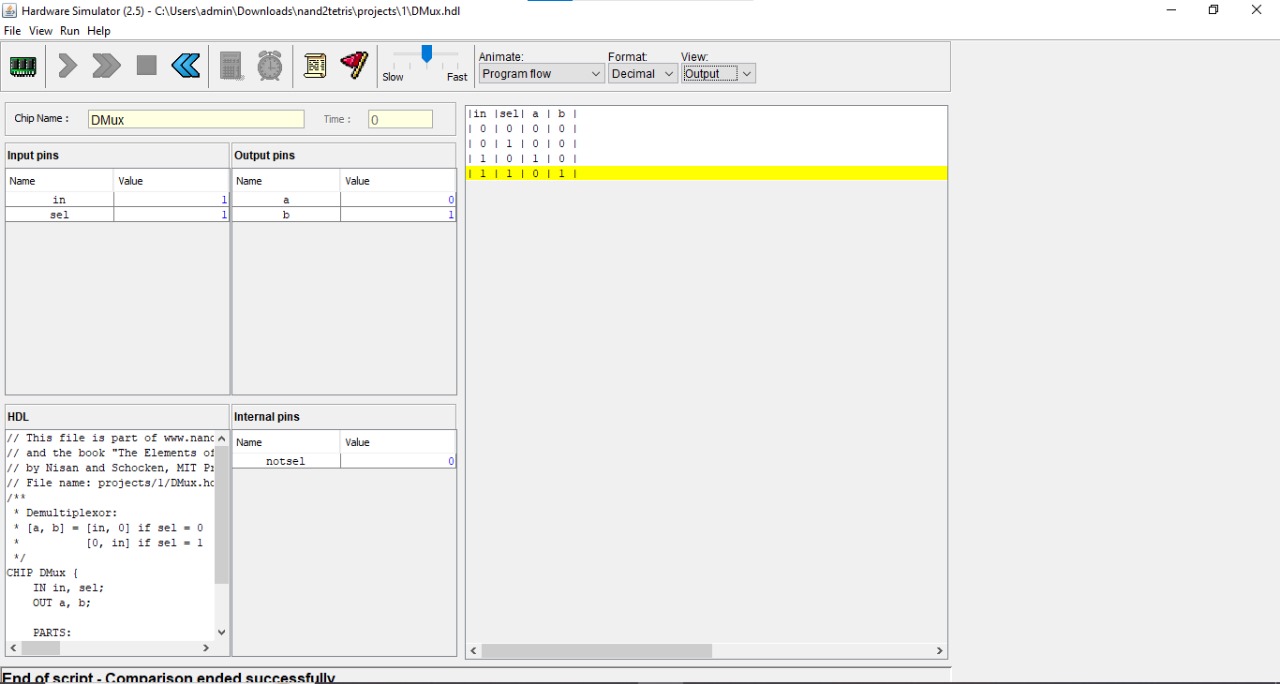 Hardware Simulator (2.5) - C:\Users\admin\Downloads\nand2tetris\projects\1\DMux.hdl
File View Run Help
Slow Fast
Animate: Format: View:
Program flow Decimal Output
Chip Name : DMux Time : 0
Input pins Output pins
Name Value Name Value
in 1 a 0
sel 1 b 1
|in |sel| a | b |
| 0 | 0 | 0 | 0 |
| 0 | 1 | 0 | 0 |
| 1 | 0 | 1 | 0 |
| 1 | 1 | 0 | 1 |
HDL
// This file is part of www.nand
// and the book "The Elements of
// by Nisan and Schocken, MIT
// File name: projects/1/DMux.hd
/**
* Demultiplexor:
* [a, b] = [in, 0] if sel = 0
* [0, in] if sel = 1
*/
CHIP DMux {
IN in, sel;
OUT a, b;
PARTS:
Internal pins
Name Value
notsel 0
End of script - Comparison ended successfully